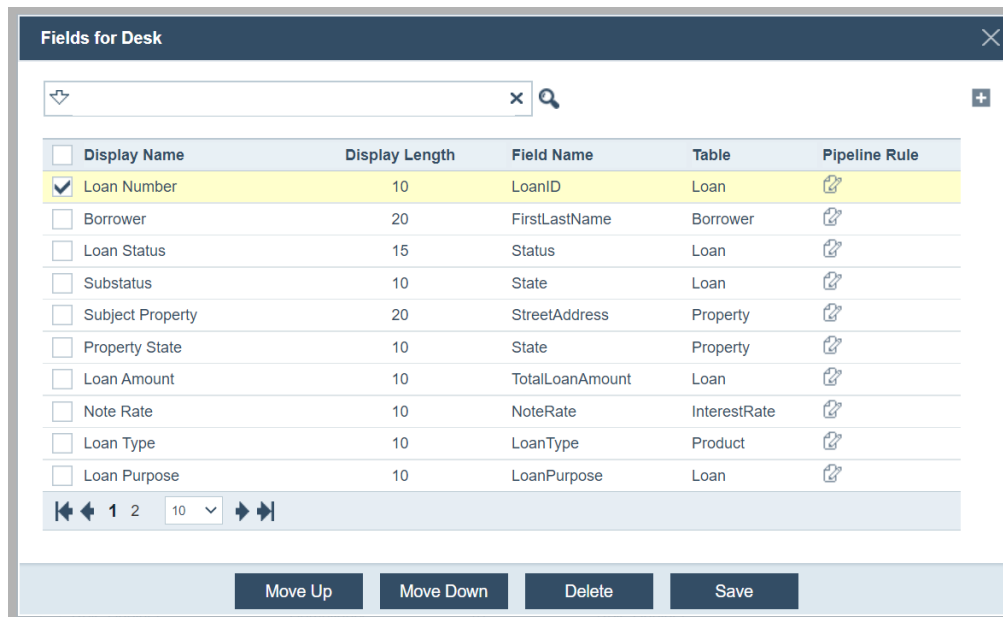 Fields for Desk
Display Name Display Length Field Name Table Pipeline Rule
Loan Number 10 LoanID Loan
Borrower 20 FirstLastName Borrower
Loan Status 15 Status Loan
Substatus 10 State Loan
Subject Property 20 StreetAddress Property
Property State 10 State Property
Loan Amount 10 TotalLoanAmount Loan
Note Rate 10 NoteRate InterestRate
Loan Type 10 LoanType Product
Loan Purpose 10 LoanPurpose Loan
1 2 10
Move Up Move Down Delete Save